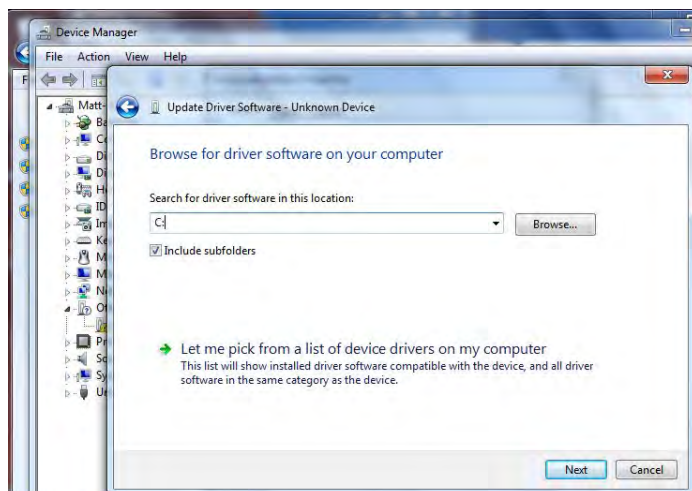 Device Manager
File Action View Help
Matt-
Update Driver Software - Unknown Device
Browse for driver software on your computer
Search for driver software in this location:
C:
Browse...
Include subfolders
Let me pick from a list of device drivers on my computer
This list will show installed driver software compatible with the device, and all driver
software in the same category as the device.
Next Cancel